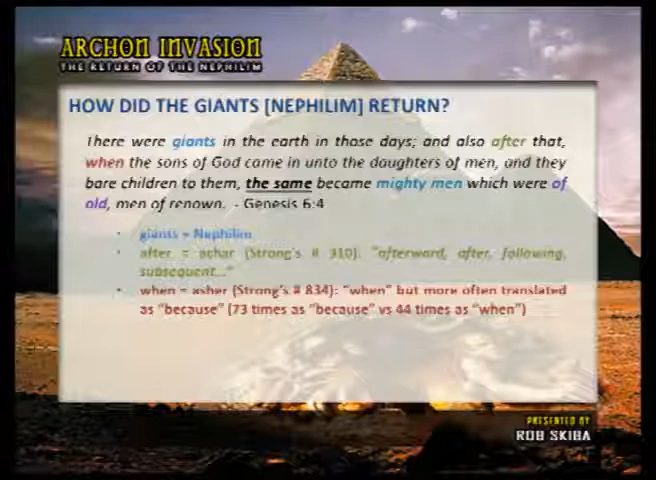 ARCHON INVASION
THE RETURN OF THE NEPHILIM
HOW DID THE GIANTS [NEPHILIM] RETURN?
There were giants in the earth in those days; and also after that,
when the sons of God came in unto the daughters of men, and they
bare children to them, the same became mighty men which were of
old, men of renown. - Genesis 6:4
• giants = Nephilim
• after = achar (Strong's # 310): "afterward, after, following,
subsequent..."
• when = asher (Strong's # 834): "when" but more often translated
as "because" (73 times as "because" vs 44 times as "when")
PRESENTED BY
ROB SKIBA